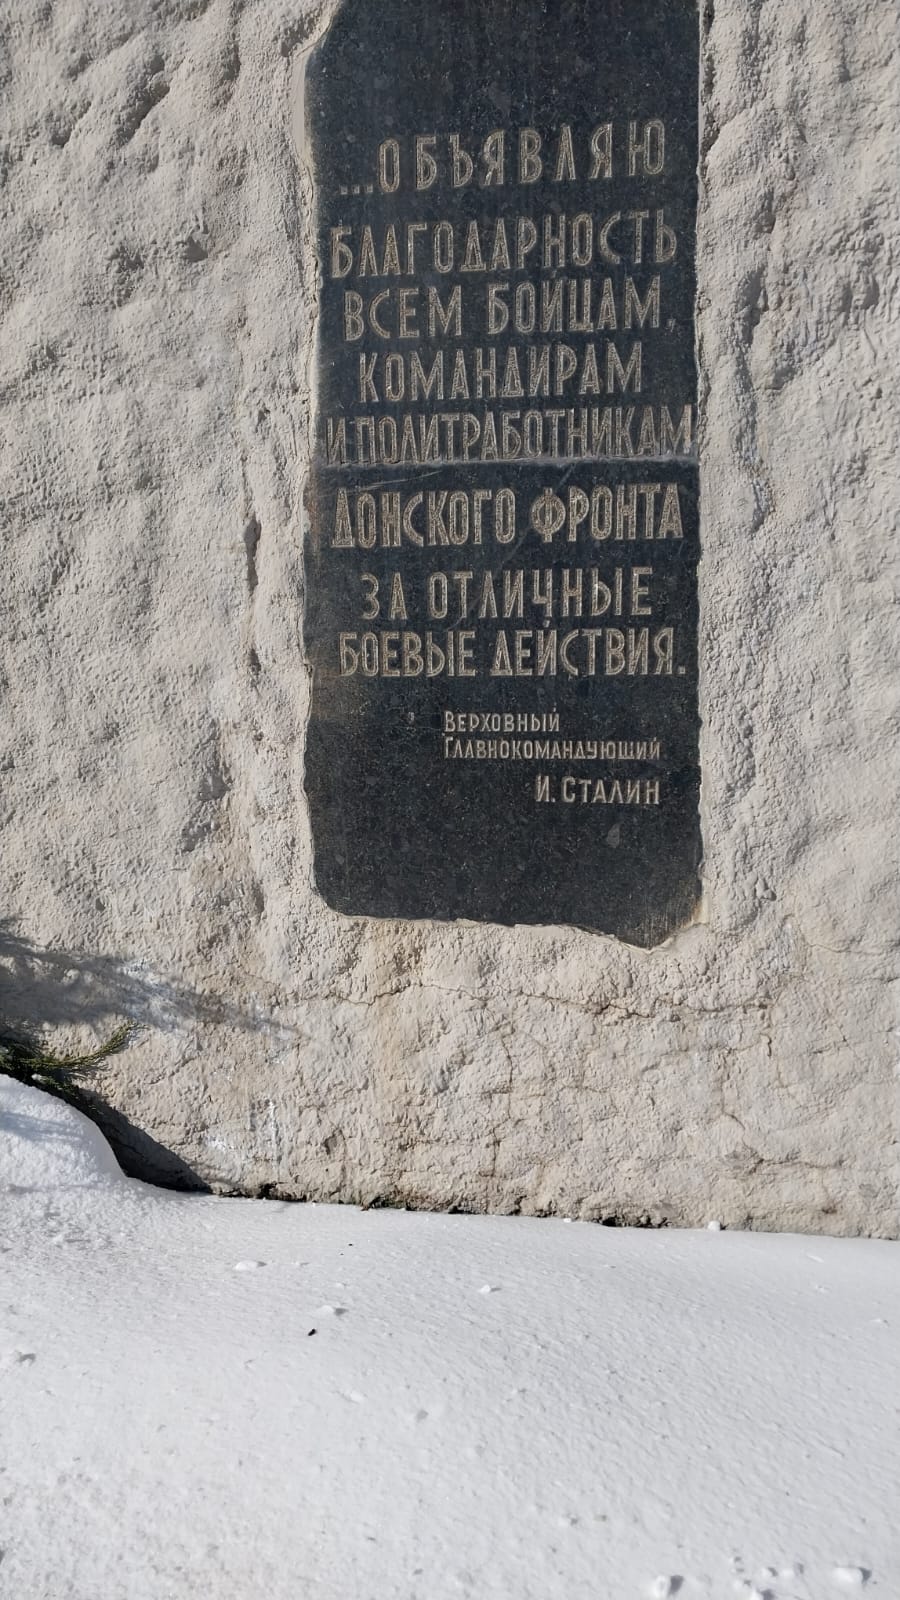 ...ОБЪЯВЛЯЮ
БЛАГОДАРНОСТЬ
ВСЕМ БОЙЦАМ,
КОМАНДИРАМ
И ПОЛИТРАБОТНИКАМ
ДОНСКОГО ФРОНТА
ЗА ОТЛИЧНЫЕ
БОЕВЫЕ ДЕЙСТВИЯ.
ВЕРХОВНЫЙ
ГЛАВНОКОМАНДУЮЩИЙ
И. СТАЛИН